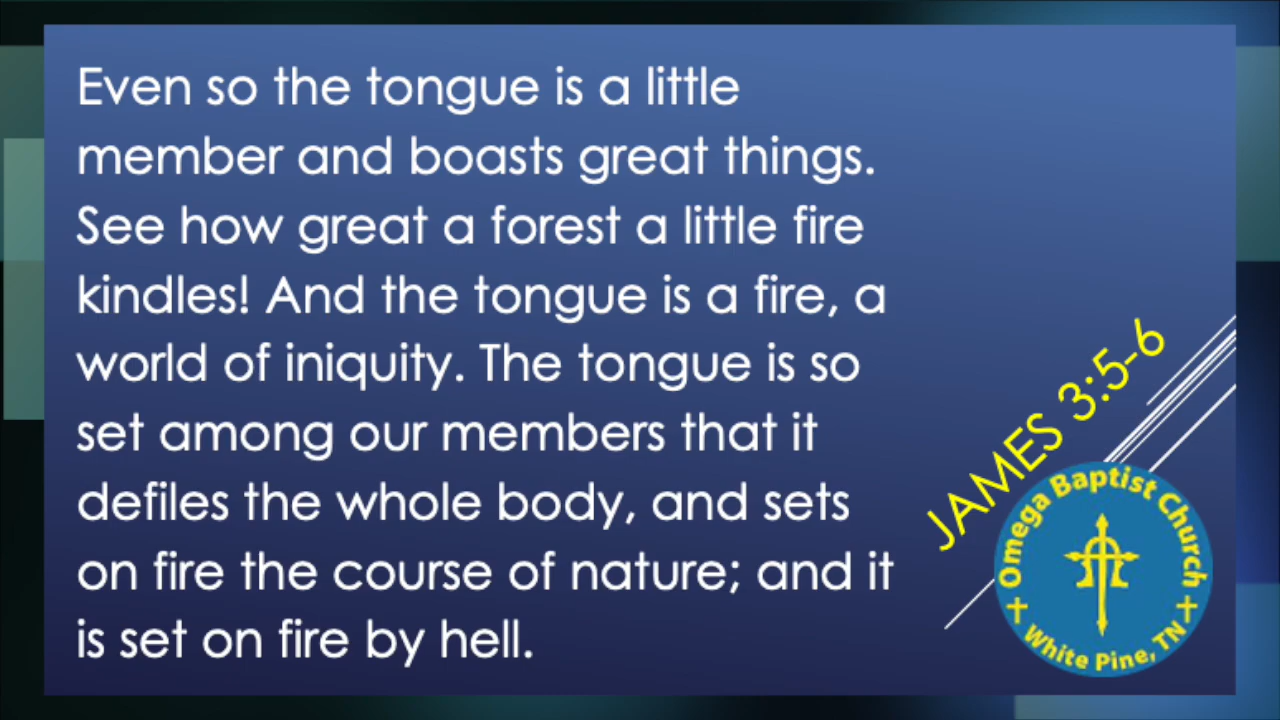 Even so the tongue is a little
member and boasts great things.
See how great a forest a little fire
kindles! And the tongue is a fire, a
world of iniquity. The tongue is so
set among our members that it
defiles the whole body, and sets
on fire the course of nature; and it
is set on fire by hell.
JAMES 3:5-6
Omega Baptist Church
White Pine, TN